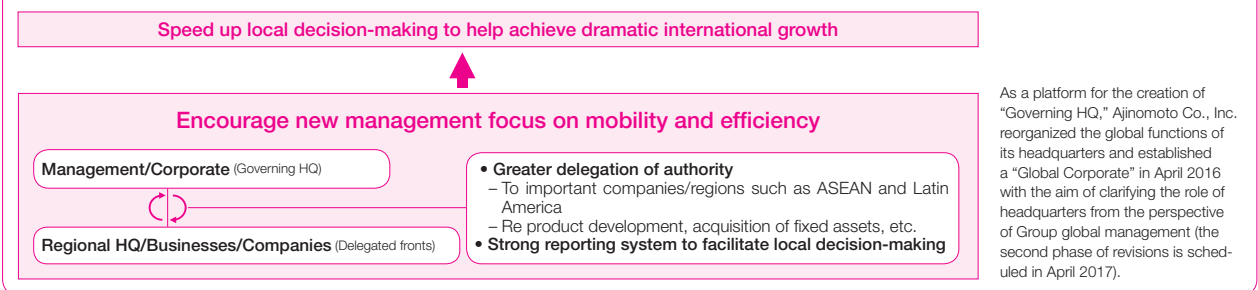 Speed up local decision-making to help achieve dramatic international growth
Encourage new management focus on mobility and efficiency
Management/Corporate (Governing HQ)
Regional HQ/Businesses/Companies (Delegated fronts)
• Greater delegation of authority
– To important companies/regions such as ASEAN and Latin
America
– Re product development, acquisition of fixed assets, etc.
• Strong reporting system to facilitate local decision-making
As a platform for the creation of
“Governing HQ,” Ajinomoto Co., Inc.
reorganized the global functions of
its headquarters and established
a “Global Corporate” in April 2016
with the aim of clarifying the role of
headquarters from the perspective
of Group global management (the
second phase of revisions is sched-
uled in April 2017).